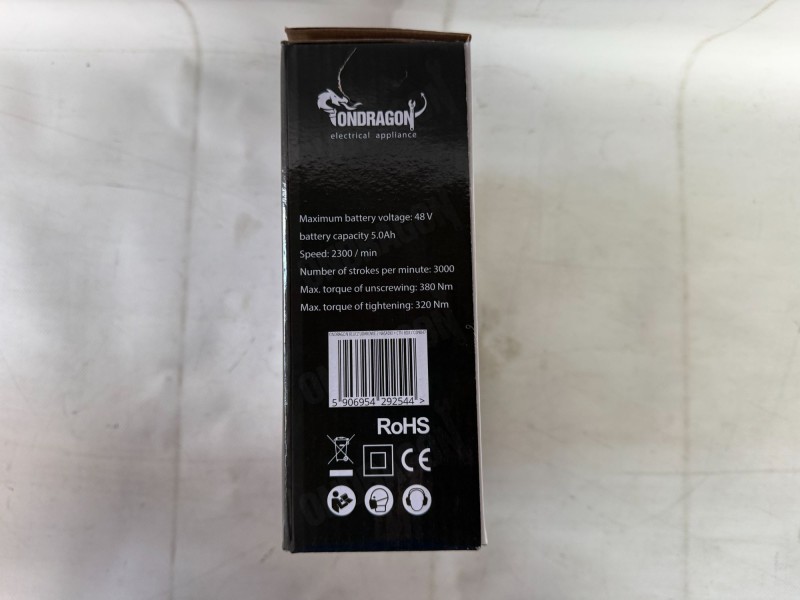 ONDRAGON
electrical appliance
Maximum battery voltage: 48 V
battery capacity 5.0Ah
Speed: 2300 / min
Number of strokes per minute: 3000
Max. torque of unscrewing: 380 Nm
Max. torque of tightening: 320 Nm
5 906954 292544 >
RoHS
CE